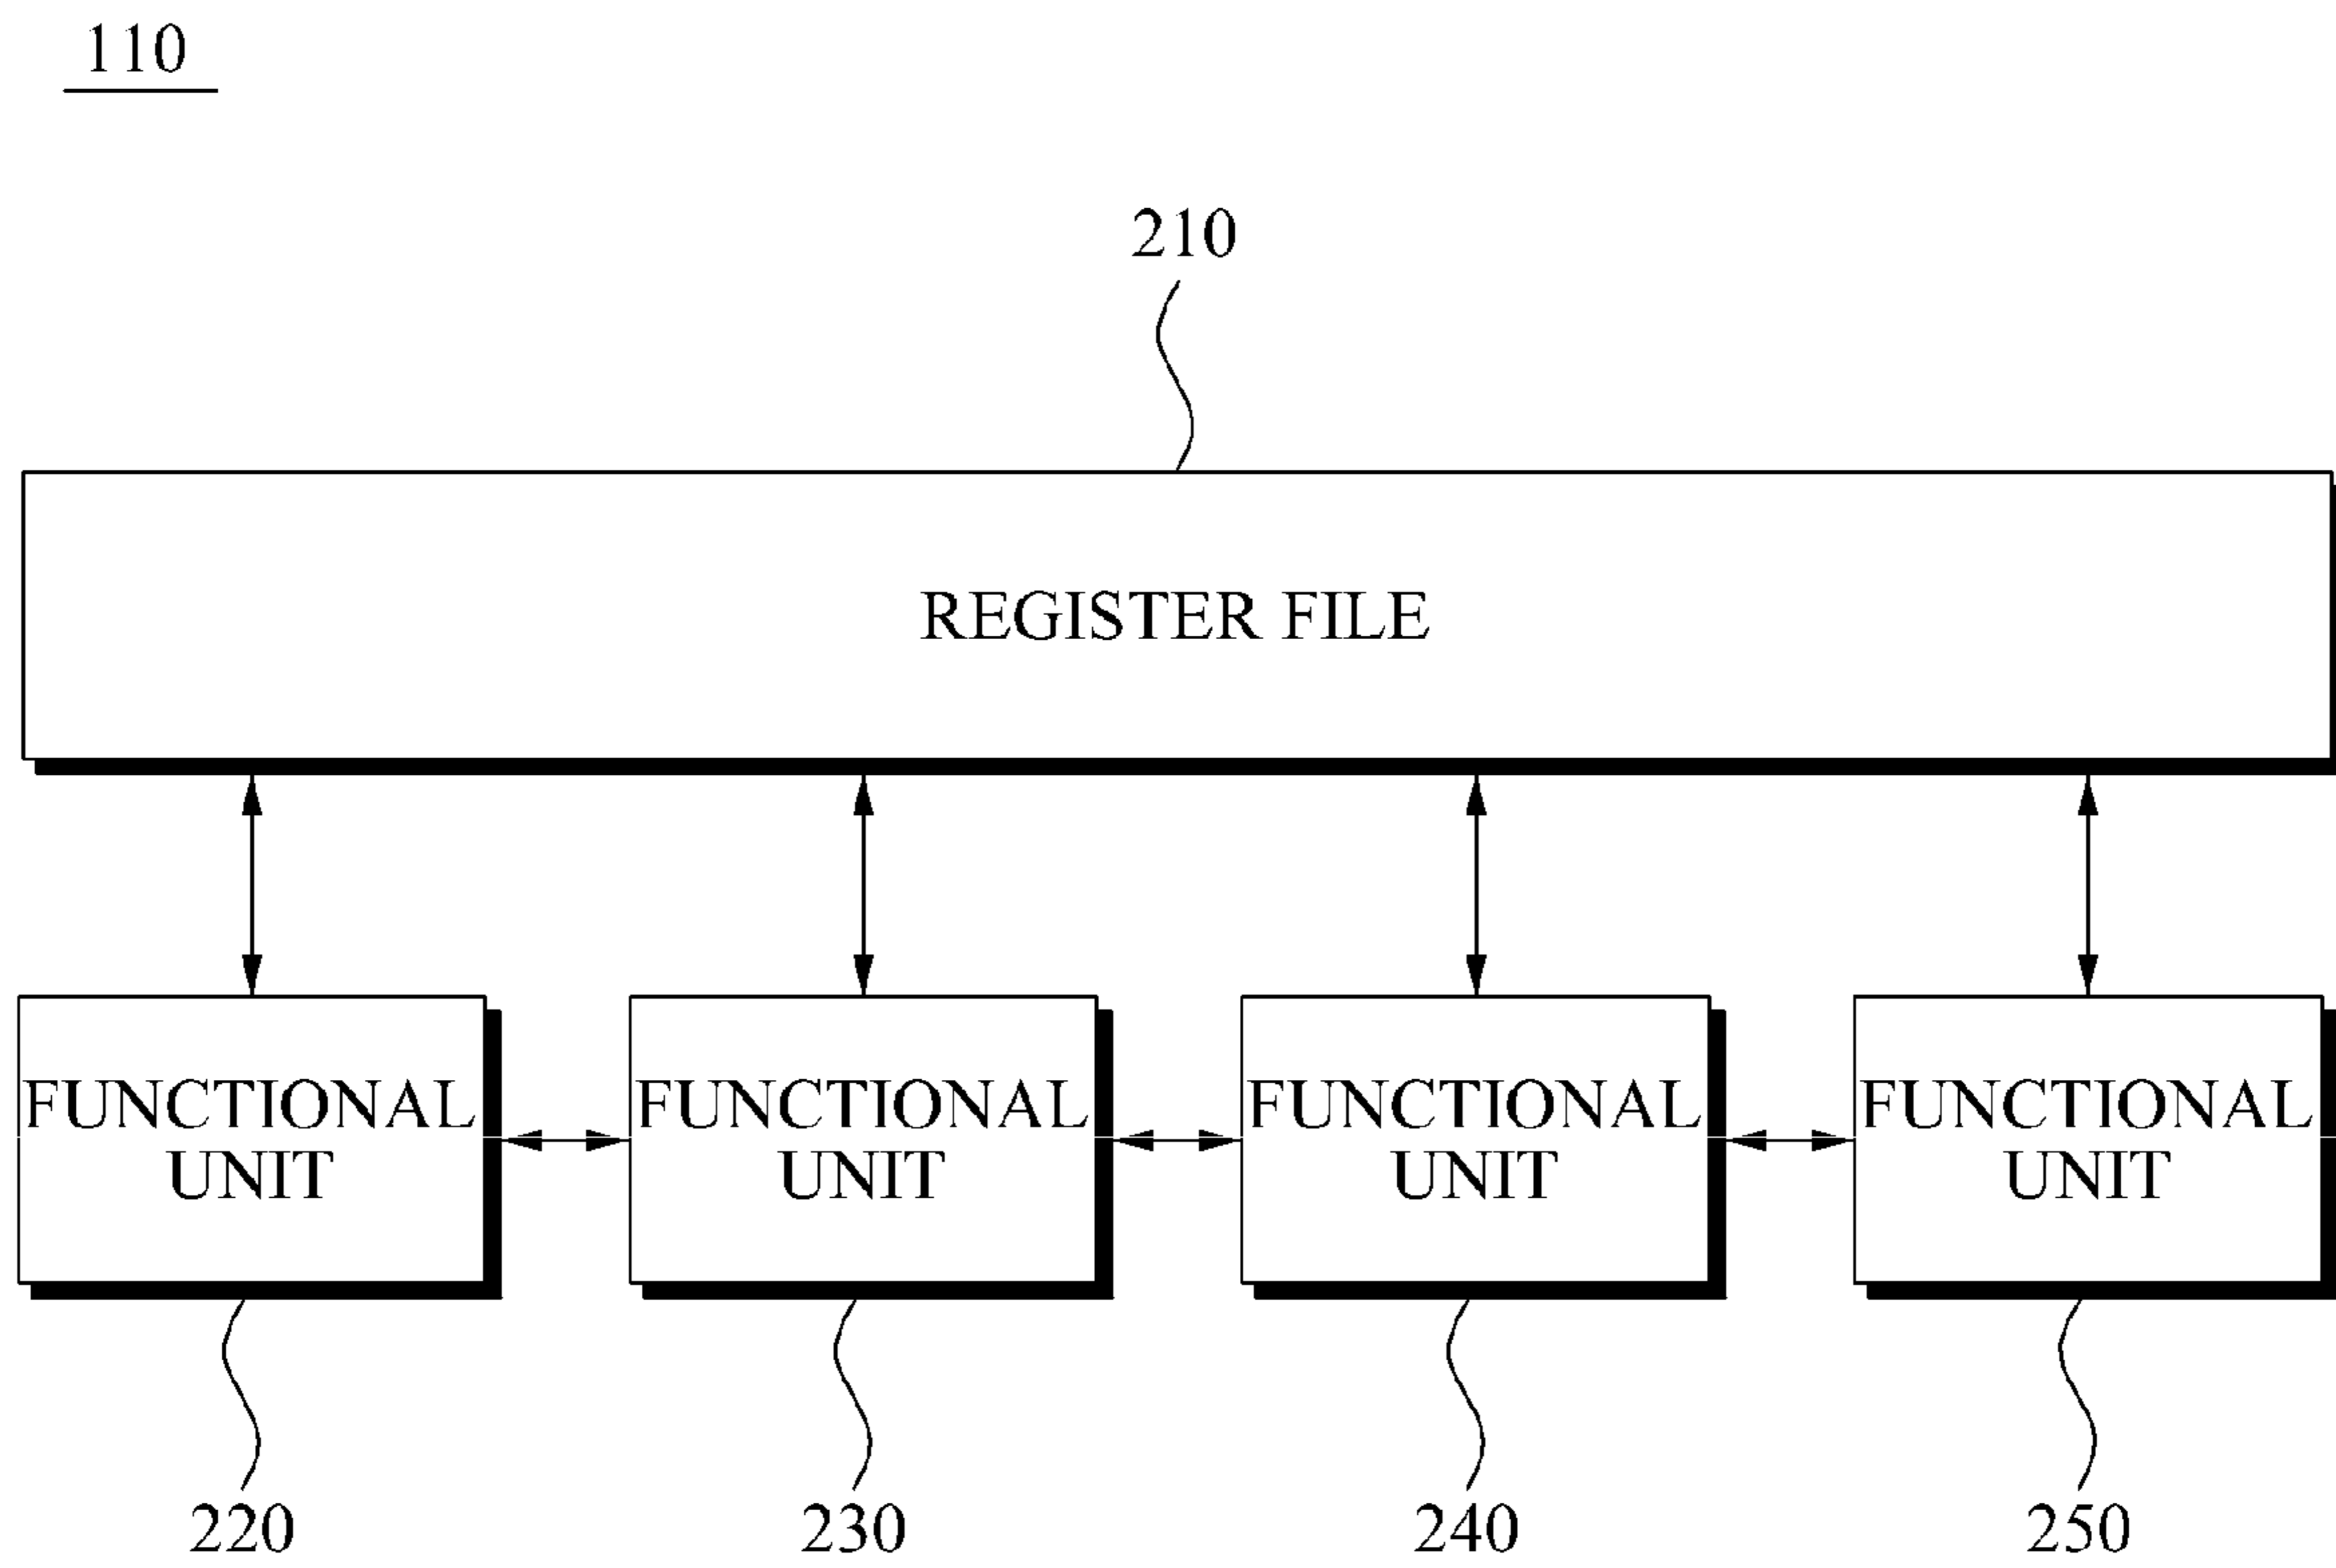 110
210
REGISTER FILE
FUNCTIONAL UNIT
FUNCTIONAL UNIT
FUNCTIONAL UNIT
FUNCTIONAL UNIT
220
230
240
250